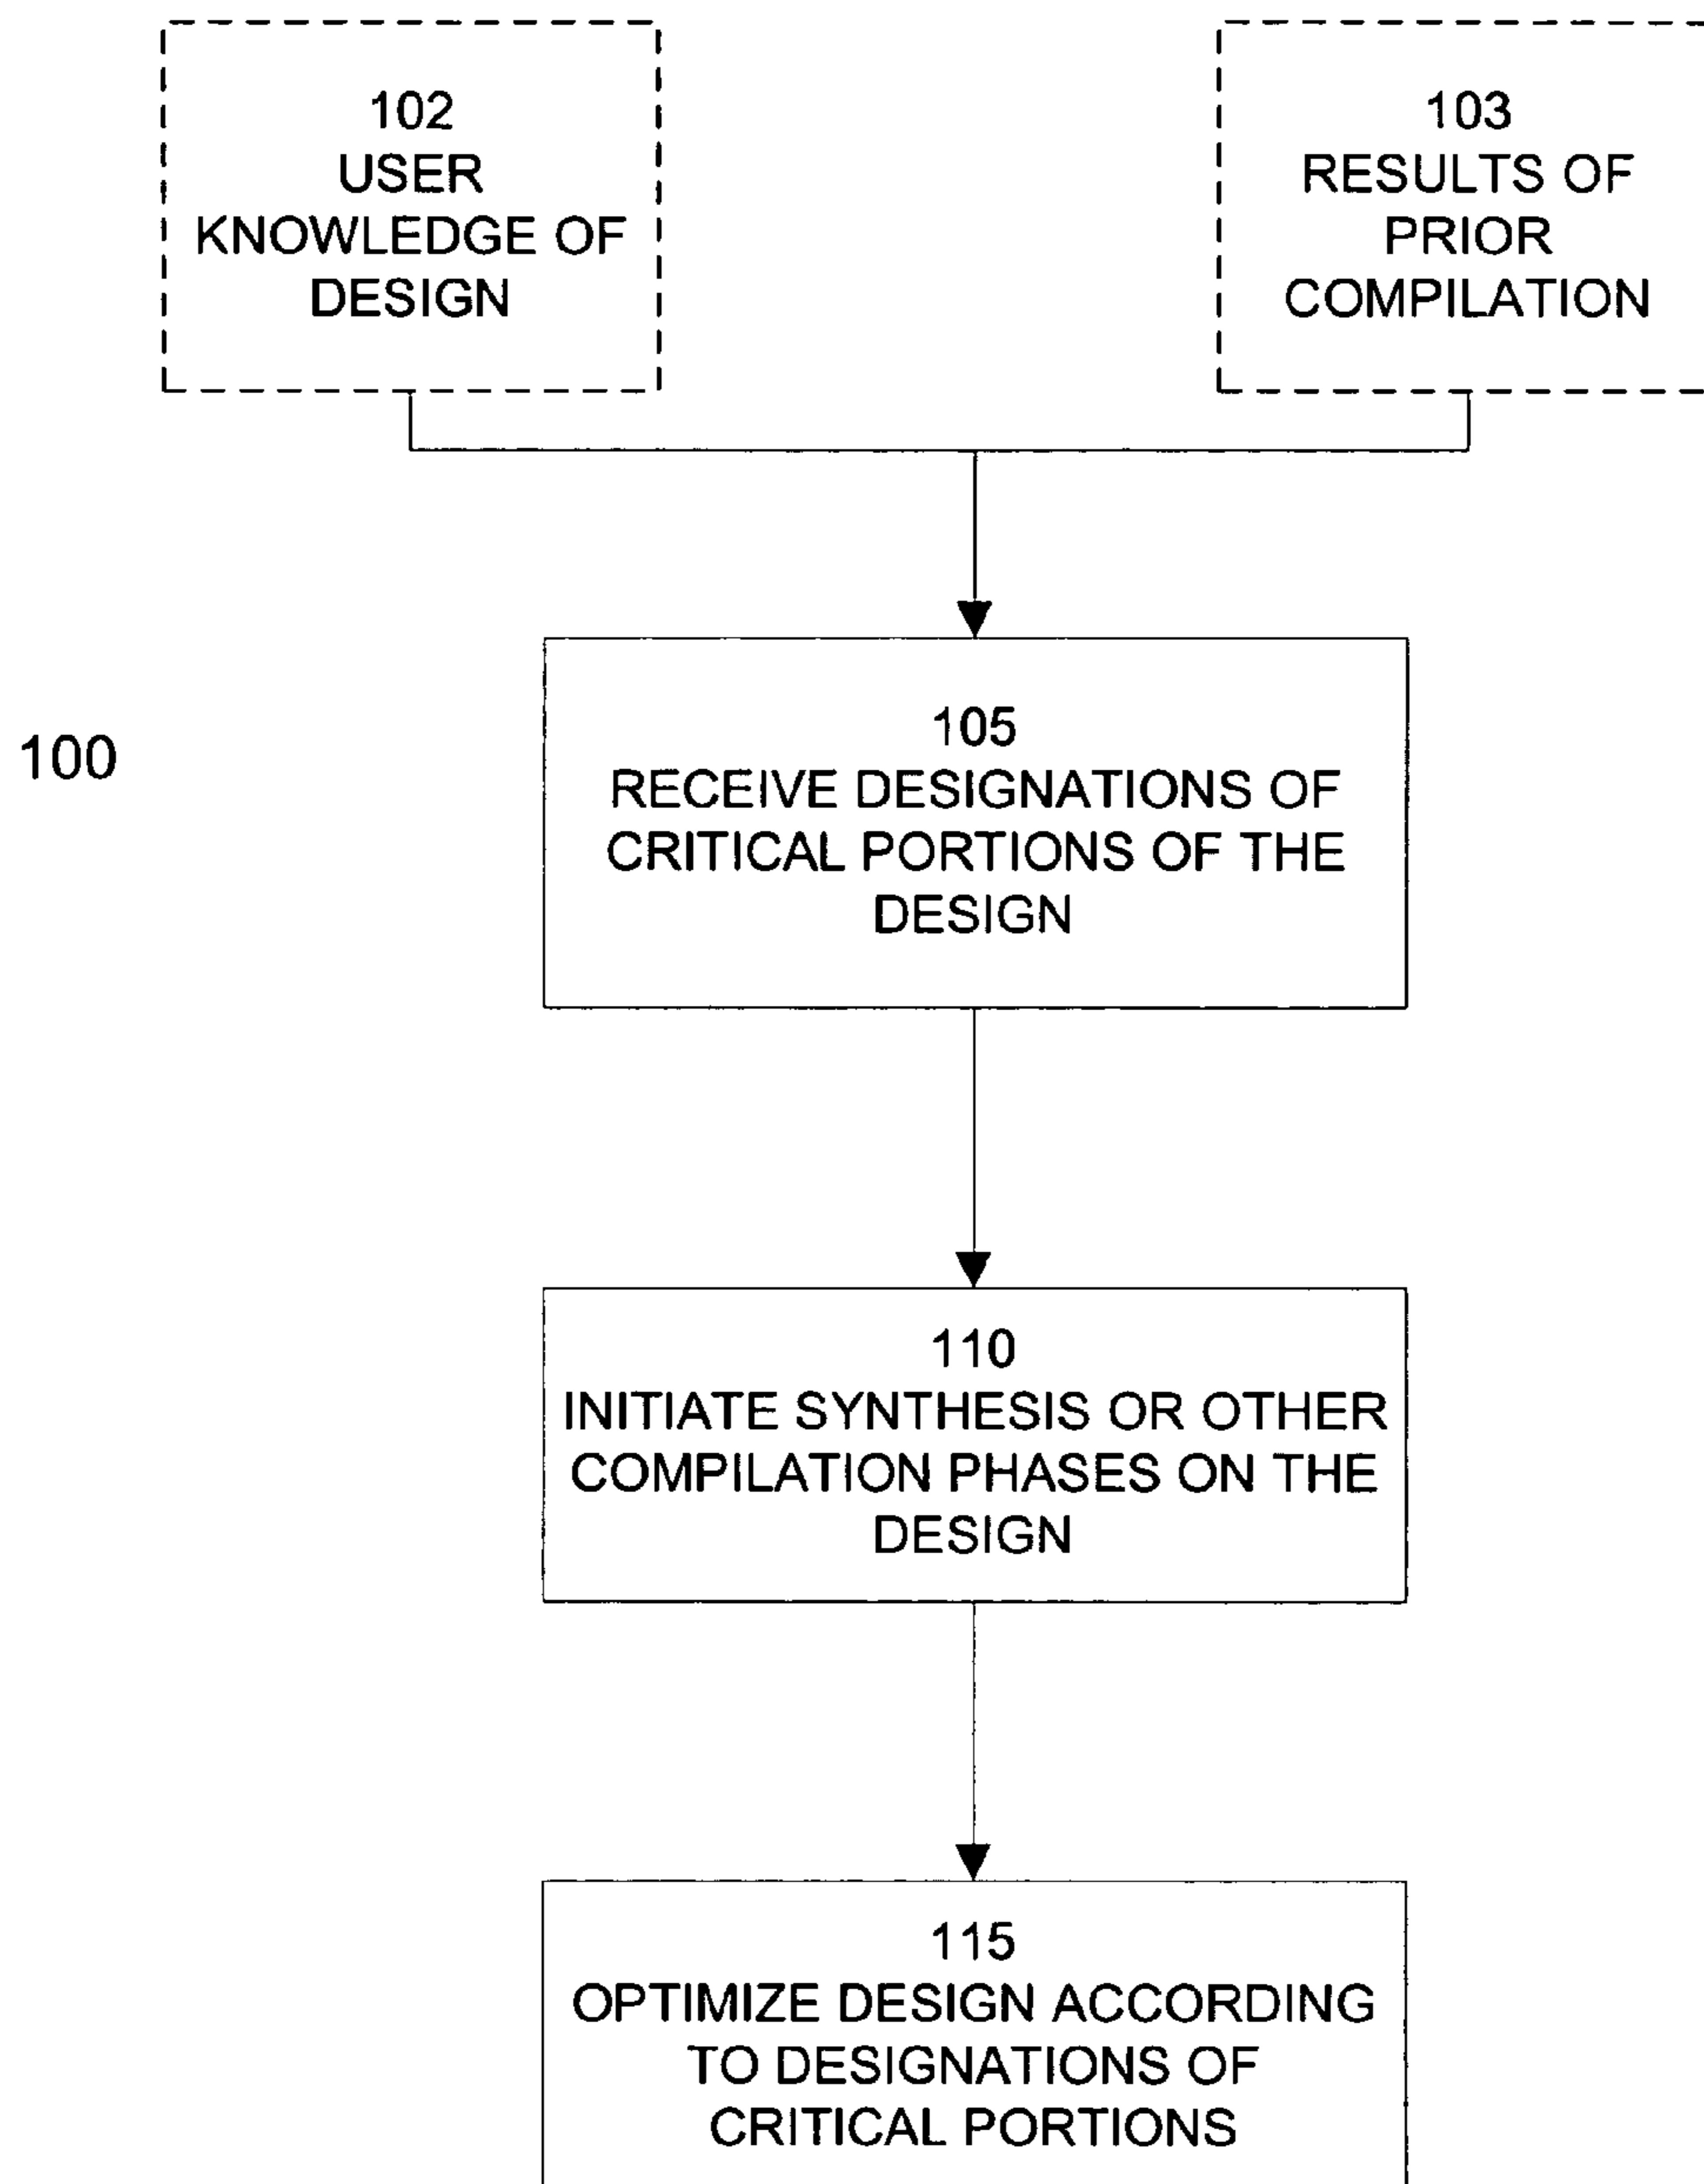 102
USER
KNOWLEDGE OF
DESIGN
103
RESULTS OF
PRIOR
COMPILATION
100
105
RECEIVE DESIGNATIONS OF
CRITICAL PORTIONS OF THE
DESIGN
110
INITIATE SYNTHESIS OR OTHER
COMPILATION PHASES ON THE
DESIGN
115
OPTIMIZE DESIGN ACCORDING
TO DESIGNATIONS OF
CRITICAL PORTIONS